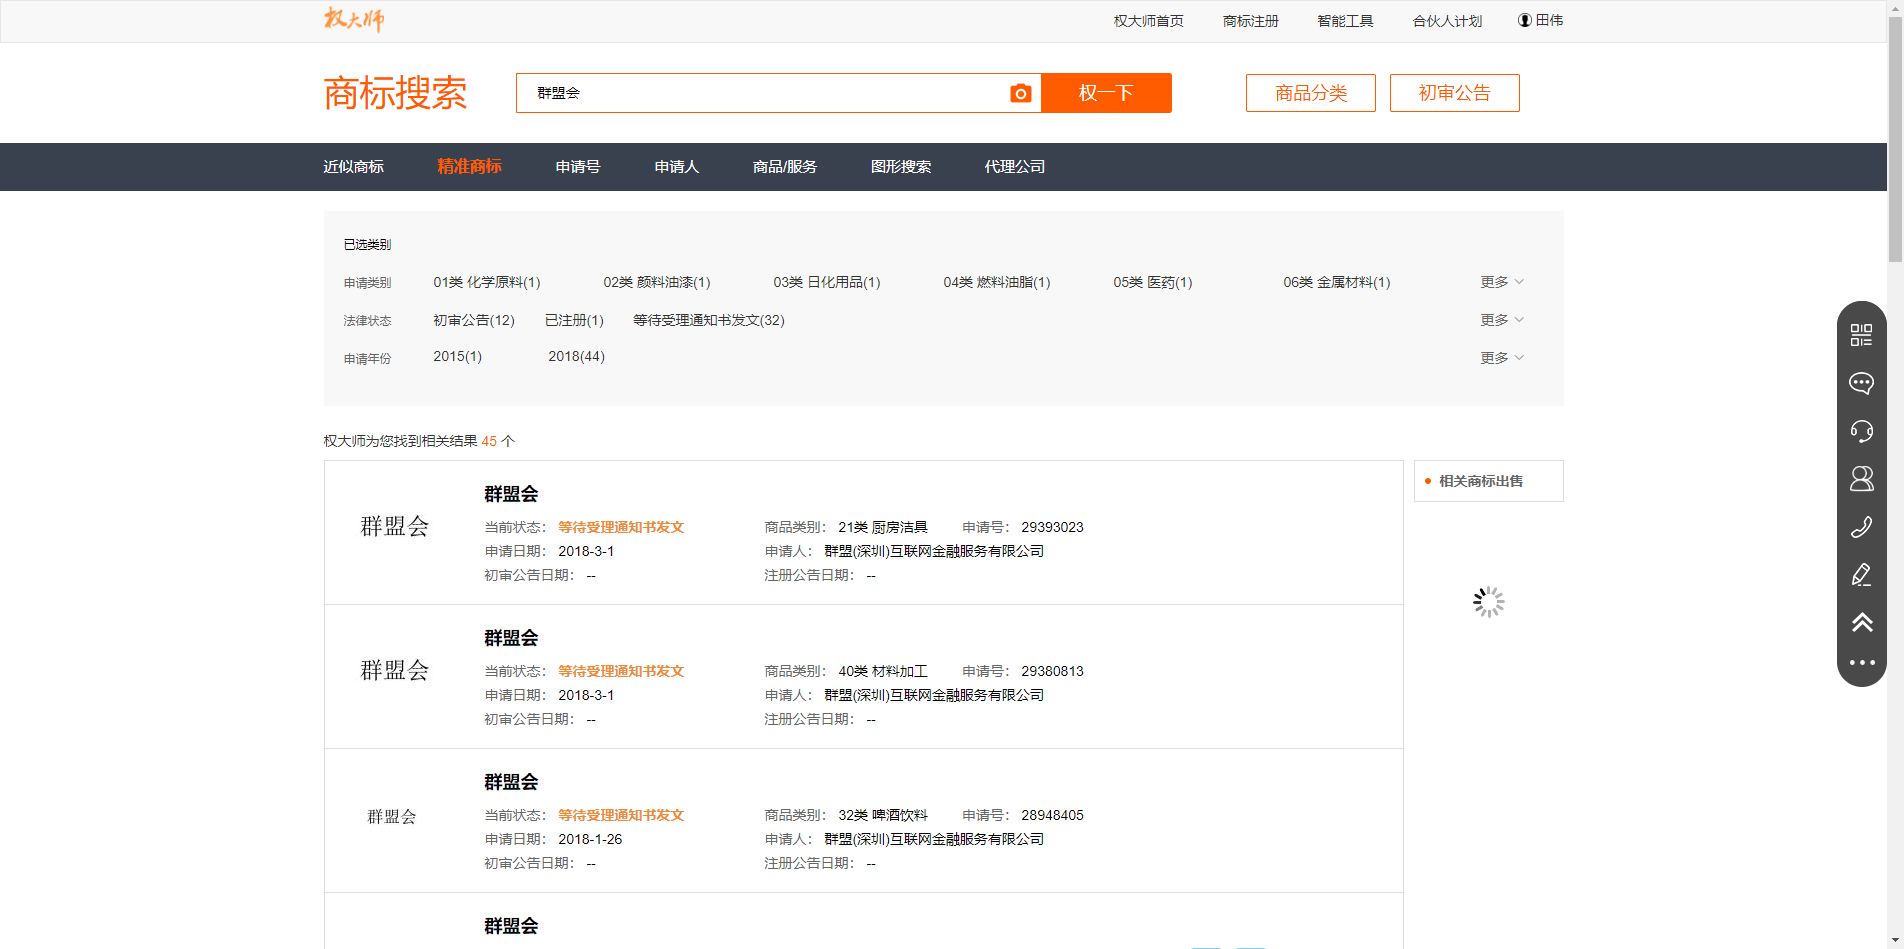 权大师 权大师首页 商标注册 智能工具 合伙人计划 田伟
商标搜索 群盟会 权一下 商品分类 初审公告
近似商标 精准商标 申请号 申请人 商品/服务 图形搜索 代理公司
已选类别
申请类别 01类 化学原料(1) 02类 颜料油漆(1) 03类 日化用品(1) 04类 燃料油脂(1) 05类 医药(1) 06类 金属材料(1) 更多
法律状态 初审公告(12) 已注册(1) 等待受理通知书发文(32) 更多
申请年份 2015(1) 2018(44) 更多
权大师为您找到相关结果 45 个
群盟会
群盟会
当前状态： 等待受理通知书发文 商品类别： 21类 厨房洁具 申请号： 29393023
申请日期： 2018-3-1 申请人： 群盟(深圳)互联网金融服务有限公司
初审公告日期： -- 注册公告日期： --
相关商标出售
群盟会
群盟会
当前状态： 等待受理通知书发文 商品类别： 40类 材料加工 申请号： 29380813
申请日期： 2018-3-1 申请人： 群盟(深圳)互联网金融服务有限公司
初审公告日期： -- 注册公告日期： --
群盟会
群盟会
当前状态： 等待受理通知书发文 商品类别： 32类 啤酒饮料 申请号： 28948405
申请日期： 2018-1-26 申请人： 群盟(深圳)互联网金融服务有限公司
初审公告日期： -- 注册公告日期： --
群盟会